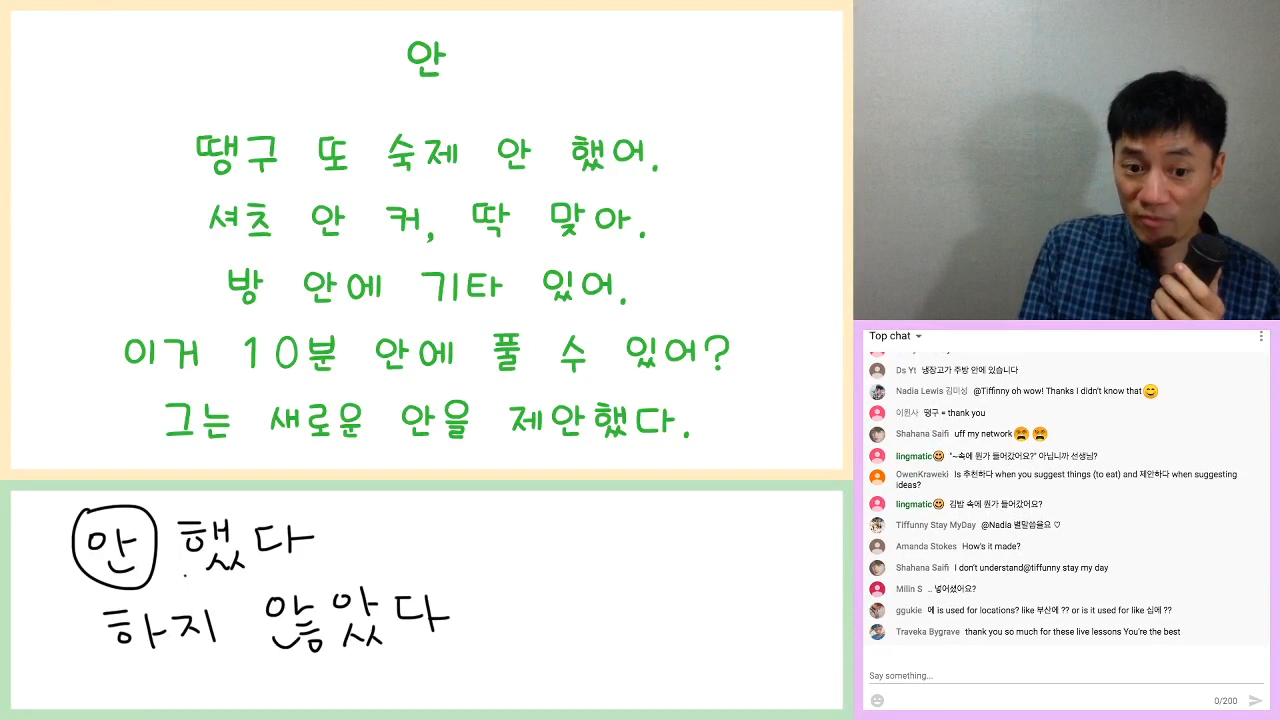 안
땡구 또 숙제 안 했어.
셔츠 안 커, 딱 맞아.
방 안에 기타 있어.
이거 10분 안에 풀 수 있어?
그는 새로운 안을 제안했다.
안 했다
하지 않았다
Top chat
Ds Yt 냉장고가 주방 안에 있습니다
Nadia Lewis 김미성 @Tiffinny oh wow! Thanks I didn't know that😊
이원사 땡구 = thank you
Shahana Saifi uff my network
lingmatic "~속에 뭔가 들어갔어요?" 아닙니까 선생님?
OwenKraweki Is 추천하다 when you suggest things (to eat) and 제안하다 when suggesting
ideas?
lingmatic 김밥 속에 뭔가 들어갔어요?
Tiffunny Stay MyDay @Nadia 별말씀을요 ♡
Amanda Stokes How's it made?
Shahana Saifi I don't understand@tiffunny stay my day
Milin S .. 넣어셨어요?
ggukie 에 is used for locations? like 부산에 ?? or is it used for like 십에 ??
Traveka Bygrave thank you so much for these live lessons You're the best
Say something...
0/200